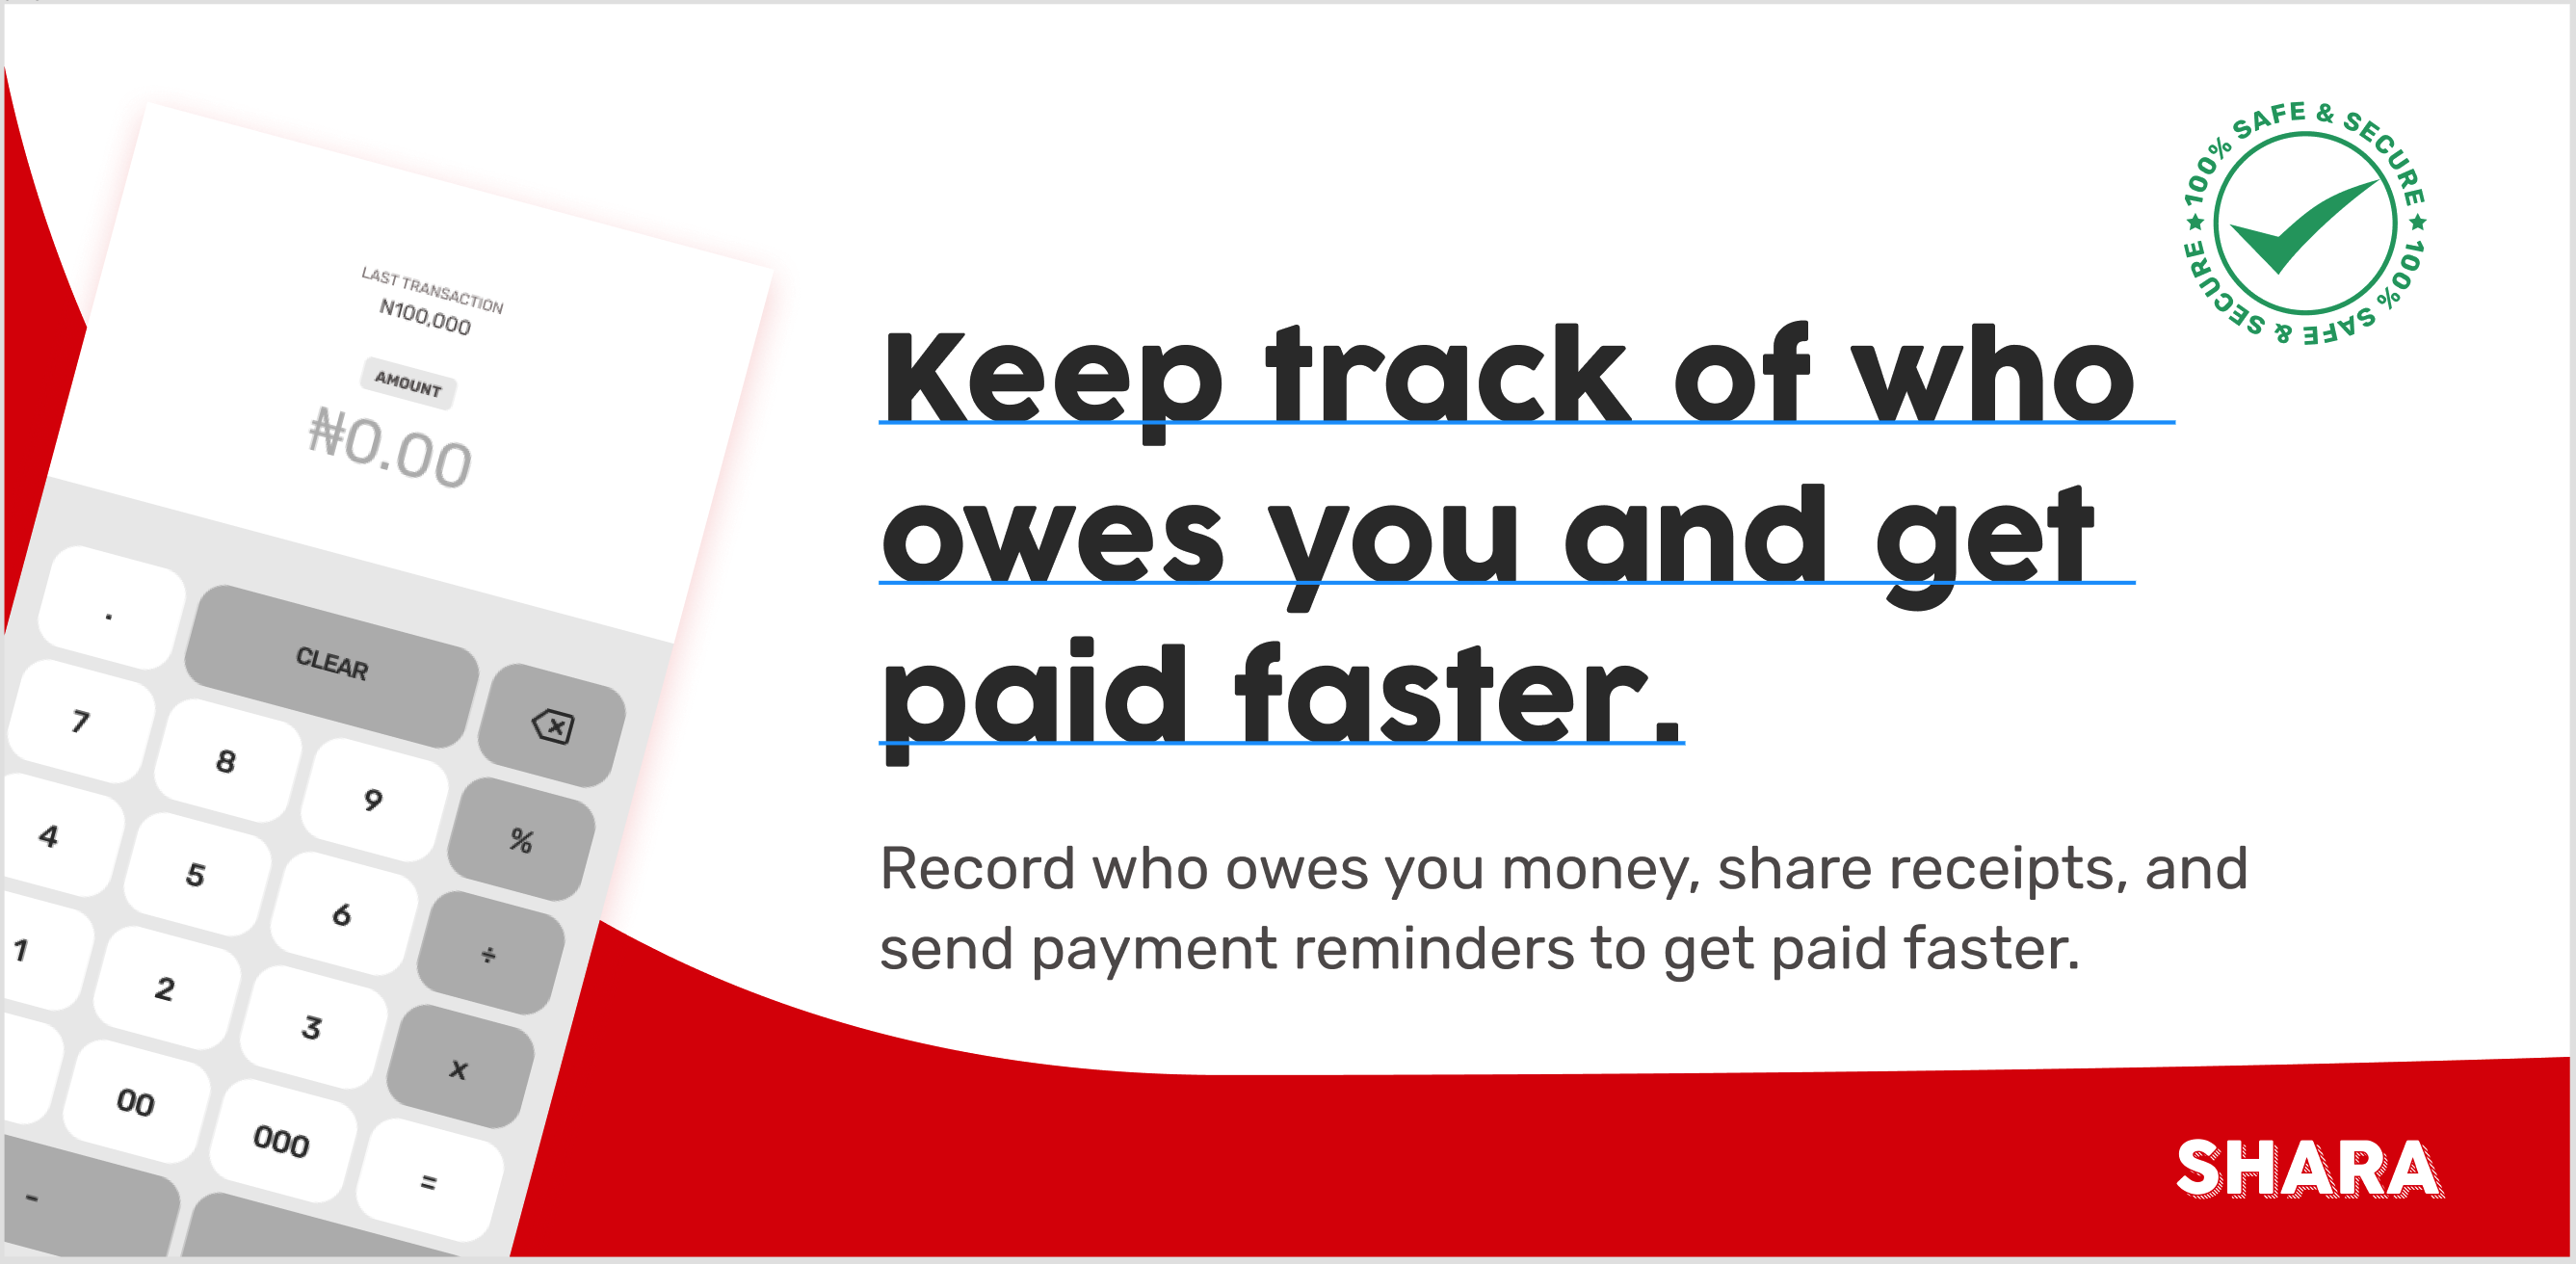 100% SAFE & SECURE ★ 100% SAFE & SECURE ★
LAST TRANSACTION
N100,000
AMOUNT
₦0.00
Keep track of who
owes you and get
paid faster.
Record who owes you money, share receipts, and
send payment reminders to get paid faster.
. CLEAR
7 8 9 %
4 5 6 ÷
1 2 3 x
00 000 =
-
SHARA